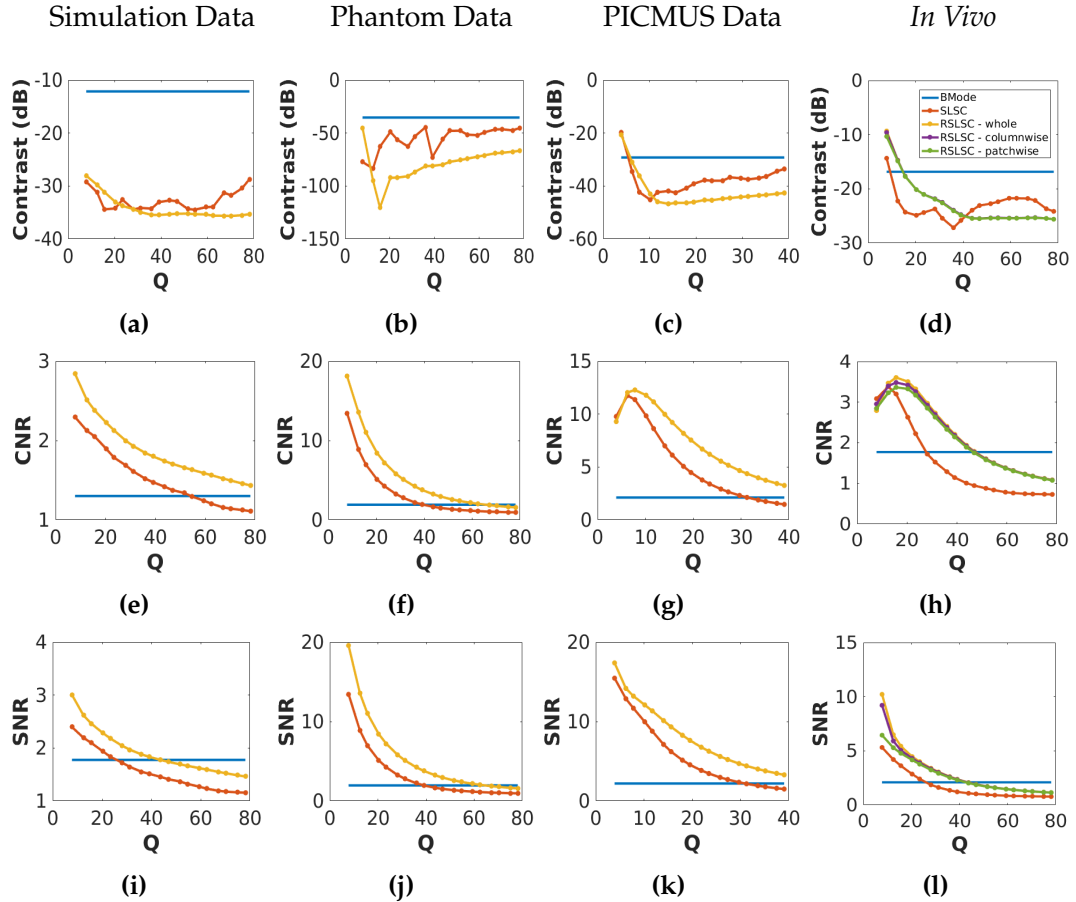 Simulation Data
Phantom Data
PICMUS Data
In Vivo
Contrast (dB)
-10
-20
-30
-40
0 20 40 60 80
Q
(a)
Contrast (dB)
0
-50
-100
-150
0 20 40 60 80
Q
(b)
Contrast (dB)
0
-20
-40
-60
0 10 20 30 40
Q
(c)
Contrast (dB)
0
-10
-20
-30
0 20 40 60 80
Q
BMode
SLSC
RSLSC - whole
RSLSC - columnwise
RSLSC - patchwise
(d)
CNR
3
2
1
0 20 40 60 80
Q
(e)
CNR
20
10
0
0 20 40 60 80
Q
(f)
CNR
15
10
5
0
0 10 20 30 40
Q
(g)
CNR
4
3
2
1
0
0 20 40 60 80
Q
(h)
SNR
4
3
2
1
0 20 40 60 80
Q
(i)
SNR
20
10
0
0 20 40 60 80
Q
(j)
SNR
20
10
0
0 10 20 30 40
Q
(k)
SNR
15
10
5
0
0 20 40 60 80
Q
(l)